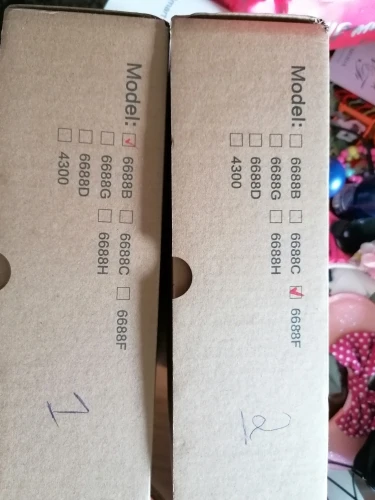 Model: ☑ 6688B ☐ 6688C ☐ 6688F
☐ 6688G ☐ 6688H
☐ 6688D
☐ 4300
1
Model: ☐ 6688B ☐ 6688C ☑ 6688F
☐ 6688G ☐ 6688H
☐ 6688D
☐ 4300
2